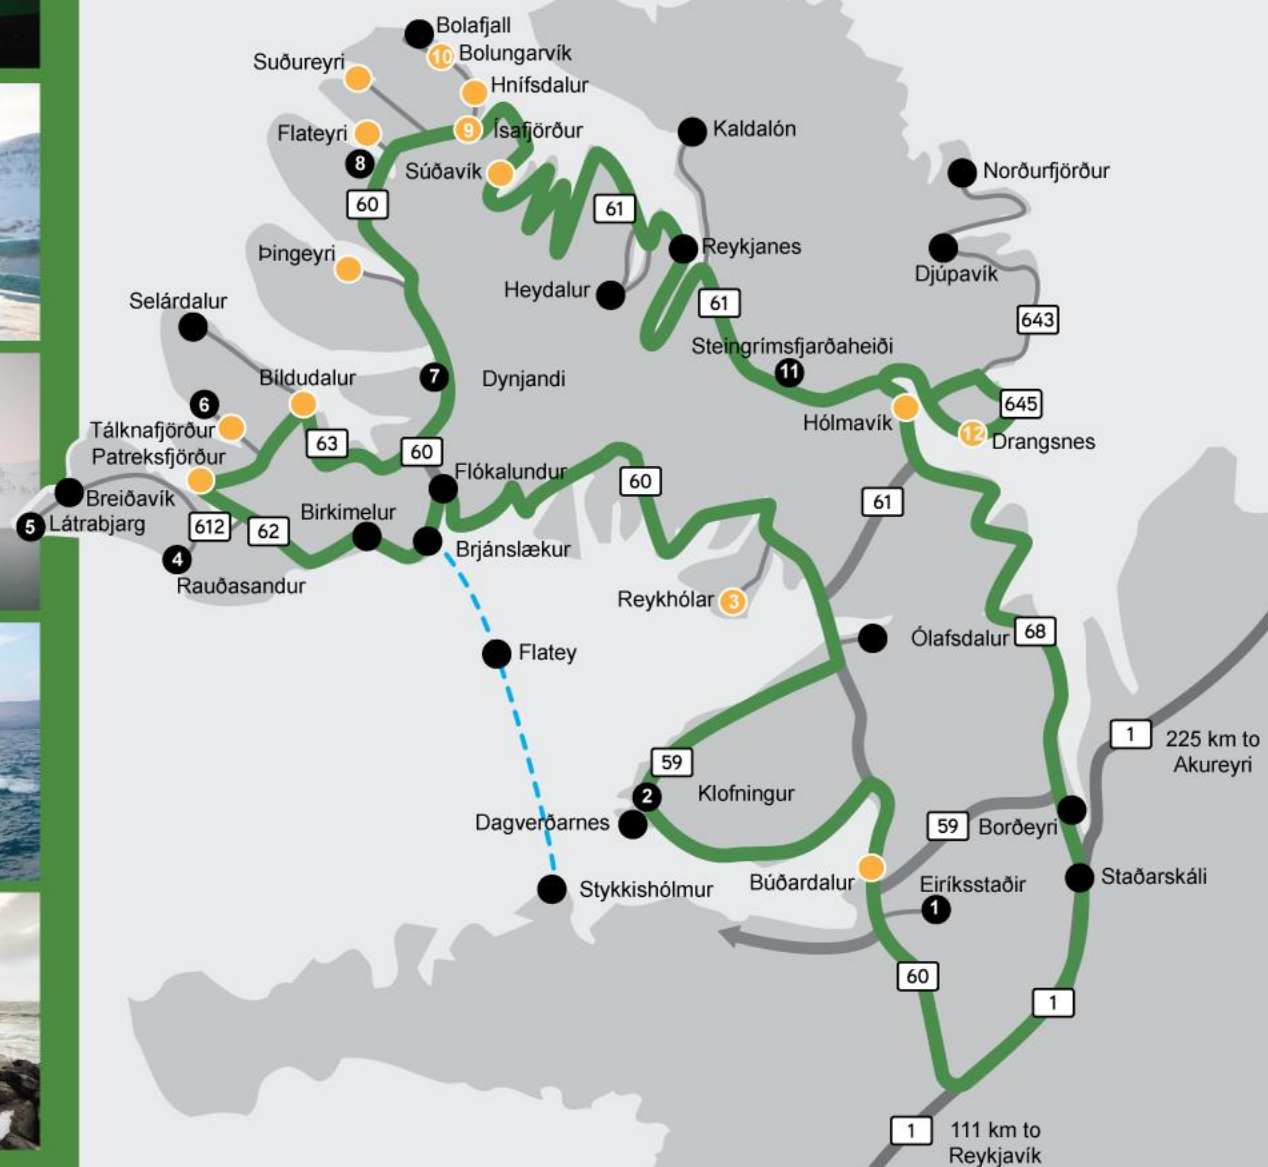 Bolafjall
10 Bolungarvík
Suðureyri
Hnífsdalur
Flateyri
9 Ísafjörður
Kaldalón
8
Súðavík
Norðurfjörður
60
61
Þingeyri
Reykjanes
Djúpavík
Heydalur
Selárdalur
61
643
Steingrímsfjarðaheiði
11
7 Dynjandi
Bíldudalur
6
645
Tálknafjörður
Hólmavík
12 Drangsnes
63
60
Patreksfjörður
Flókalundur
60
Breiðavík
61
5 Látrabjarg
612
62
Birkimelur
Brjánslækur
4
Rauðasandur
Reykhólar 3
Ólafsdalur
68
Flatey
1
225 km to
Akureyri
59
2 Klofningur
Dagverðarnes
59
Borðeyri
Stykkishólmur
Búðardalur
Eiríksstaðir
Staðarskáli
1
60
1
1
111 km to
Reykjavík